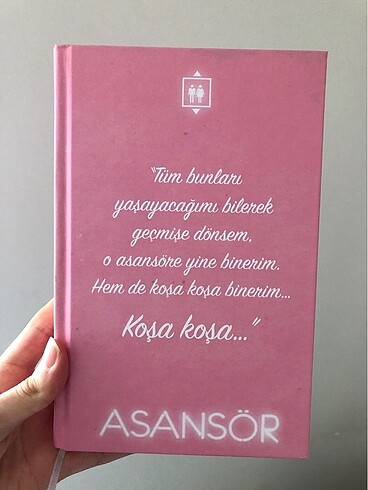 "Tüm bunları
yaşayacağımı bilerek
geçmişe dönsem,
o asansöre yine binerim.
Hem de koşa koşa binerim...
Koşa koşa..."
ASANSÖR